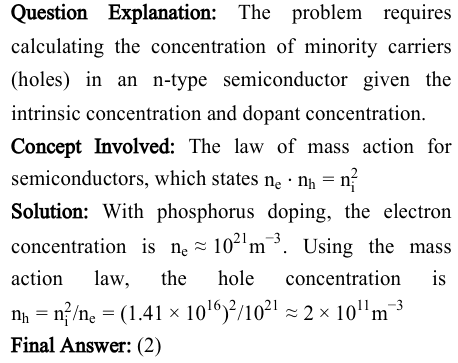 Question Explanation: The problem requires
calculating the concentration of minority carriers
(holes) in an n-type semiconductor given the
intrinsic concentration and dopant concentration.
Concept Involved: The law of mass action for
semiconductors, which states nₑ · nₕ = nᵢ²
Solution: With phosphorus doping, the electron
concentration is nₑ ≈ 10²¹m⁻³. Using the mass
action law, the hole concentration is
nₕ = nᵢ²/nₑ = (1.41 × 10¹⁶)²/10²¹ ≈ 2 × 10¹¹m⁻³
Final Answer: (2)